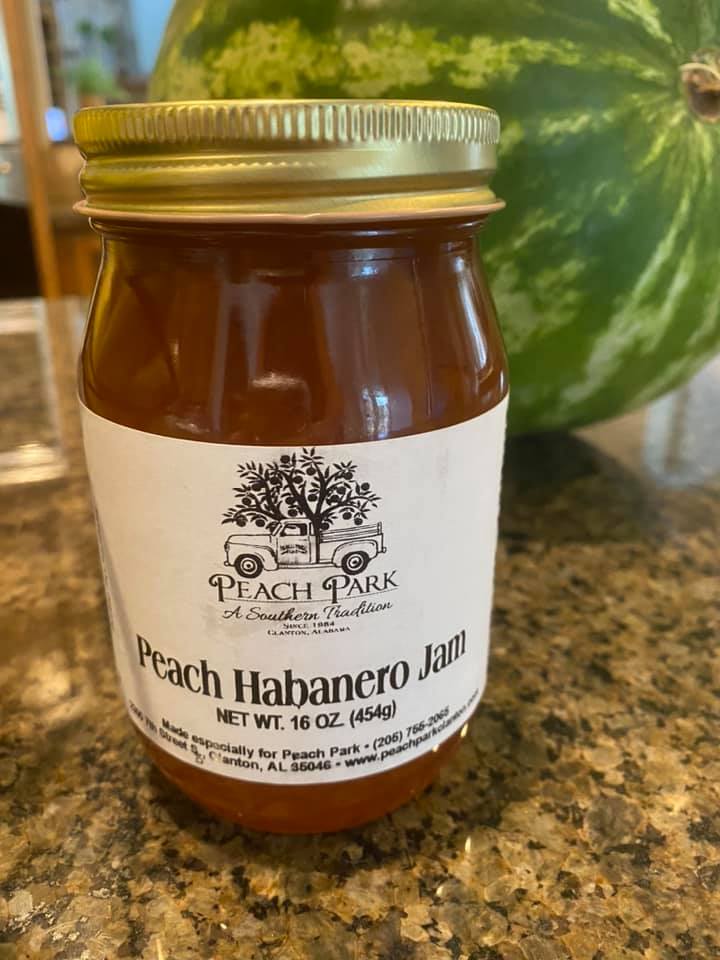 PEACH PARK
A Southern Tradition
SINCE 1984
CLANTON, ALABAMA
Peach Habanero Jam
NET WT. 16 OZ. (454g)
Made especially for Peach Park • (205) 755-2065
7th Street S., Clanton, AL 35046 • www.peachparkclanton.com